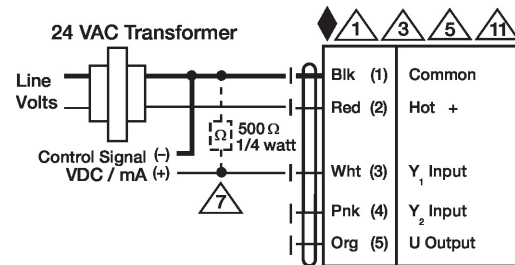 24 VAC Transformer
1 3 5 11
Line
Volts
Blk (1) Common
Red (2) Hot +
Ω 500 Ω
1/4 watt
Control Signal (–)
VDC / mA (+)
Wht (3) Y1 Input
7
Pnk (4) Y2 Input
Org (5) U Output